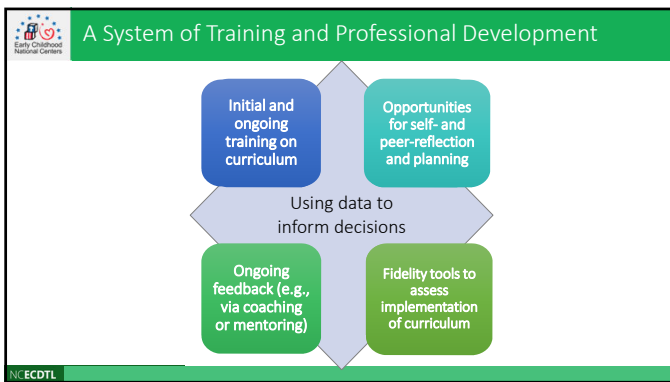 Early Childhood
National Centers
A System of Training and Professional Development
Initial and
ongoing
training on
curriculum
Opportunities
for self- and
peer-reflection
and planning
Using data to
inform decisions
Ongoing
feedback (e.g.,
via coaching
or mentoring)
Fidelity tools to
assess
implementation
of curriculum
NCECDTL